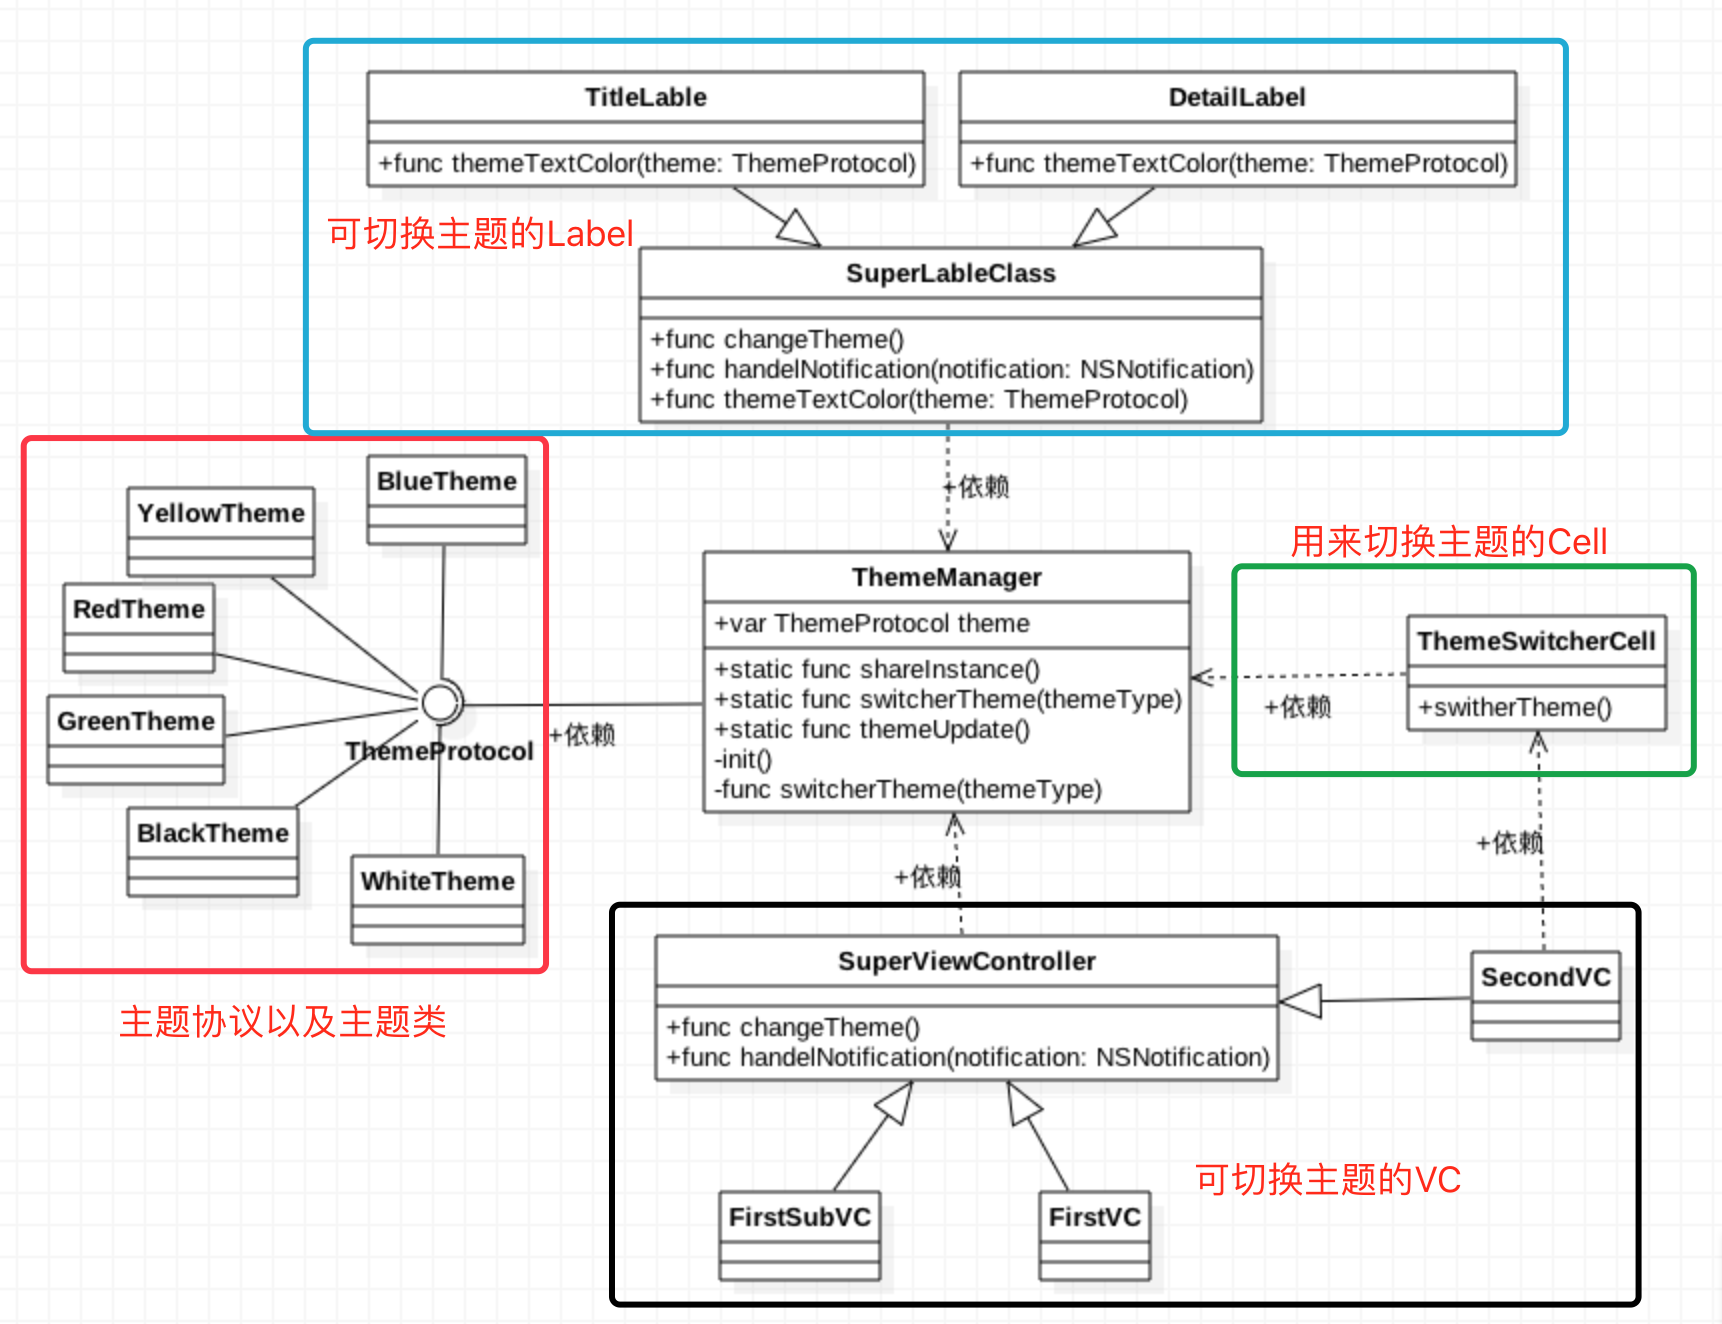 TitleLable
+func themeTextColor(theme: ThemeProtocol)
DetailLabel
+func themeTextColor(theme: ThemeProtocol)
可切换主题的Label
SuperLableClass
+func changeTheme()
+func handelNotification(notification: NSNotification)
+func themeTextColor(theme: ThemeProtocol)
+依赖
BlueTheme
YellowTheme
RedTheme
GreenTheme
ThemeProtocol
BlackTheme
WhiteTheme
主题协议以及主题类
+依赖
ThemeManager
+var ThemeProtocol theme
+static func shareInstance()
+static func switcherTheme(themeType)
+static func themeUpdate()
-init()
-func switcherTheme(themeType)
用来切换主题的Cell
ThemeSwitcherCell
+switherTheme()
+依赖
+依赖
+依赖
SuperViewController
+func changeTheme()
+func handelNotification(notification: NSNotification)
SecondVC
可切换主题的VC
FirstSubVC
FirstVC